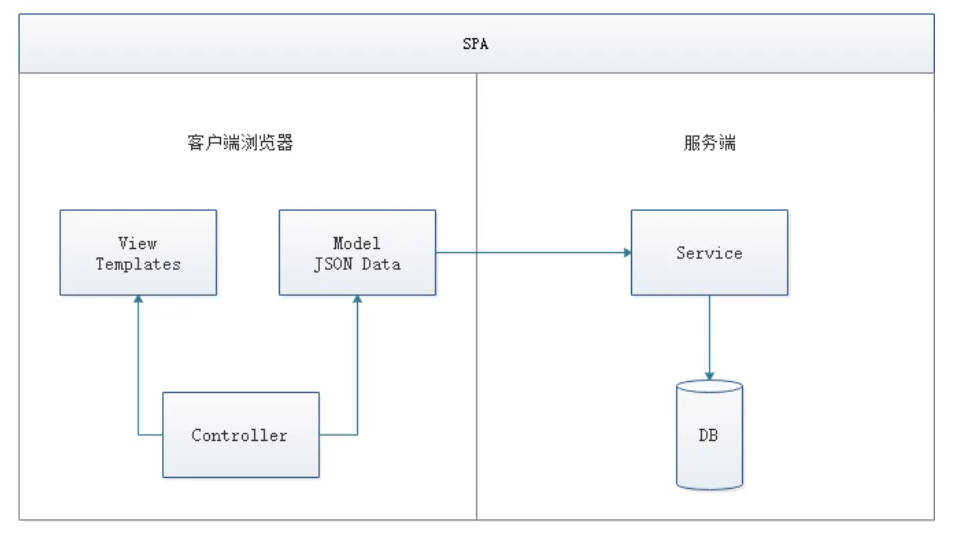 SPA
客户端浏览器
服务端
View
Templates
Model
JSON Data
Service
Controller
DB